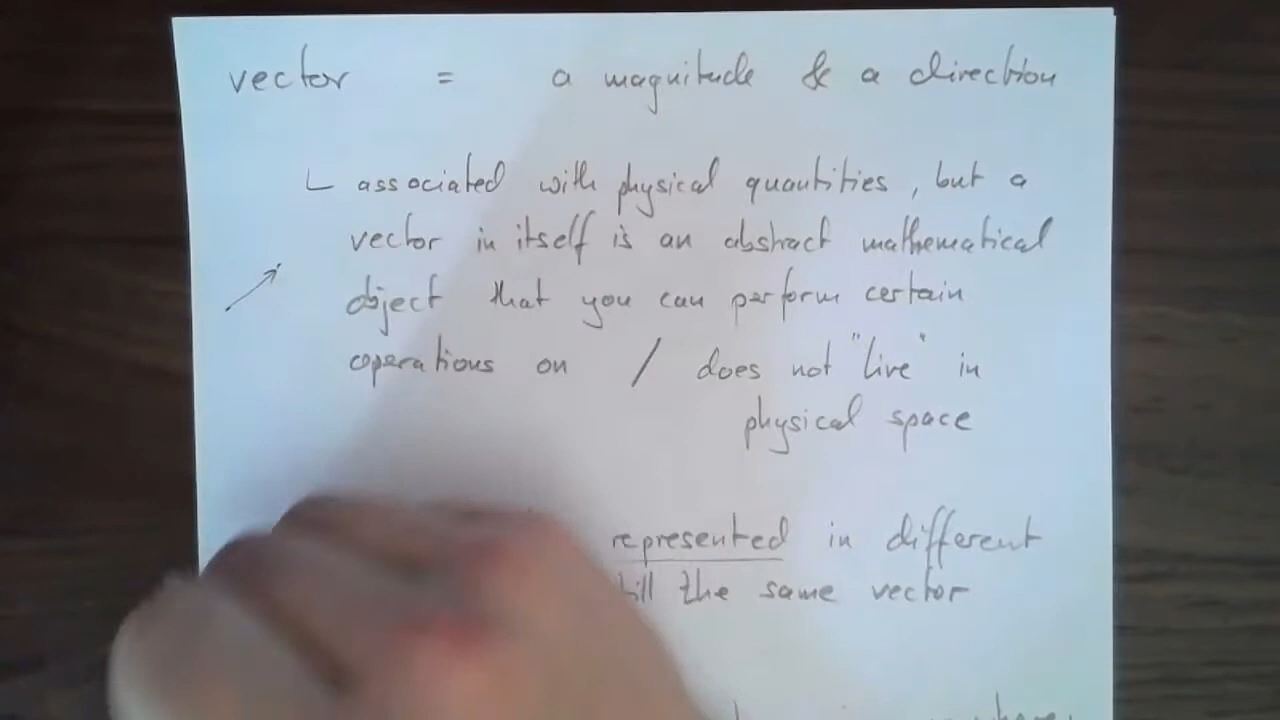 vector = a magnitude & a direction
associated with physical quantities, but a
vector in itself is an abstract mathematical
object that you can perform certain
operations on / does not "live" in
physical space
represented in different
the same vector